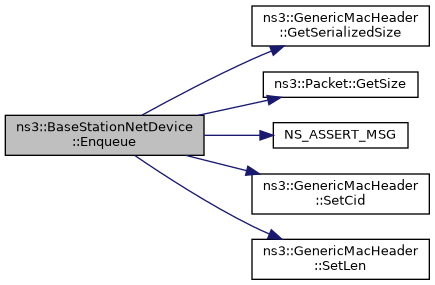 ns3::GenericMacHeader
::GetSerializedSize
ns3::Packet::GetSize
ns3::BaseStationNetDevice
::Enqueue
NS_ASSERT_MSG
ns3::GenericMacHeader
::SetCid
ns3::GenericMacHeader
::SetLen